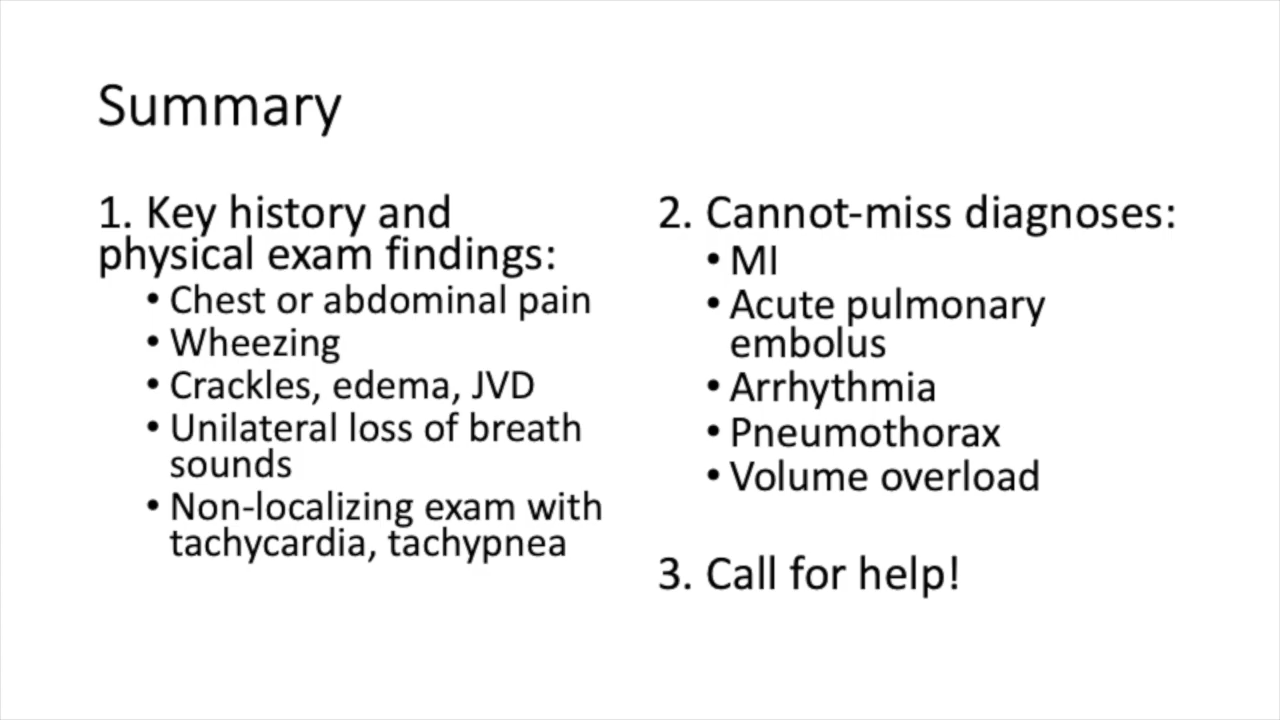 Summary
1. Key history and
physical exam findings:
• Chest or abdominal pain
• Wheezing
• Crackles, edema, JVD
• Unilateral loss of breath
sounds
• Non-localizing exam with
tachycardia, tachypnea
2. Cannot-miss diagnoses:
• MI
• Acute pulmonary
embolus
• Arrhythmia
• Pneumothorax
• Volume overload
3. Call for help!